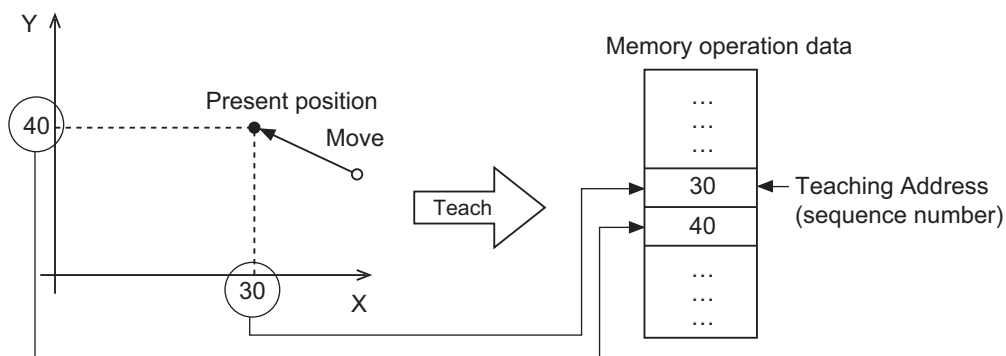 Y
40
Present position
Move
30
X
Teach
Memory operation data
...
...
...
30
40
...
...
...
Teaching Address
(sequence number)